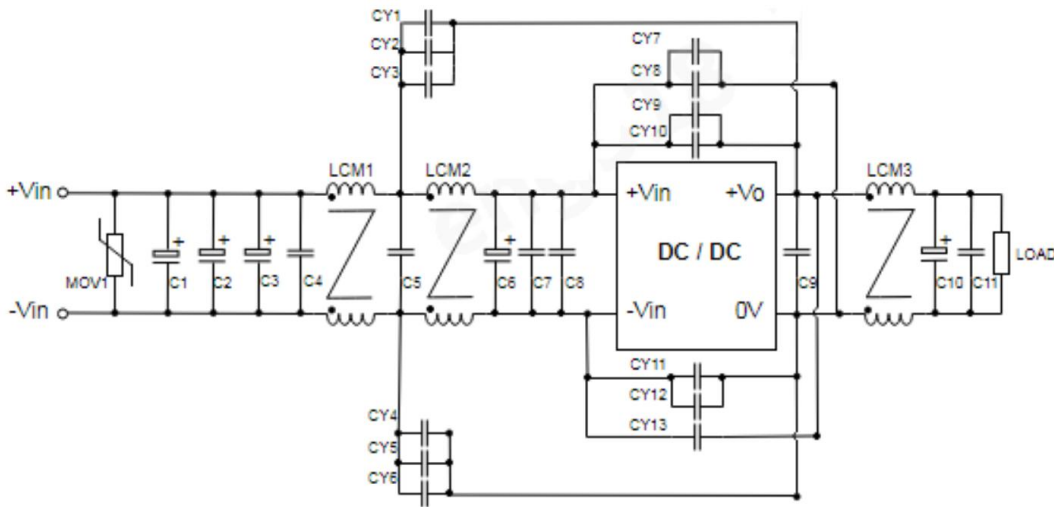 CY1
CY2
CY3
CY7
CY8
CY9
CY10
LCM1
LCM2
LCM3
+Vin
+Vin
+Vo
DC / DC
MOV1
+
C1
+
C2
+
C3
C4
C5
+
C6
C7
C8
C9
+
C10
C11
LOAD
-Vin
-Vin
0V
CY11
CY12
CY13
CY4
CY5
CY6